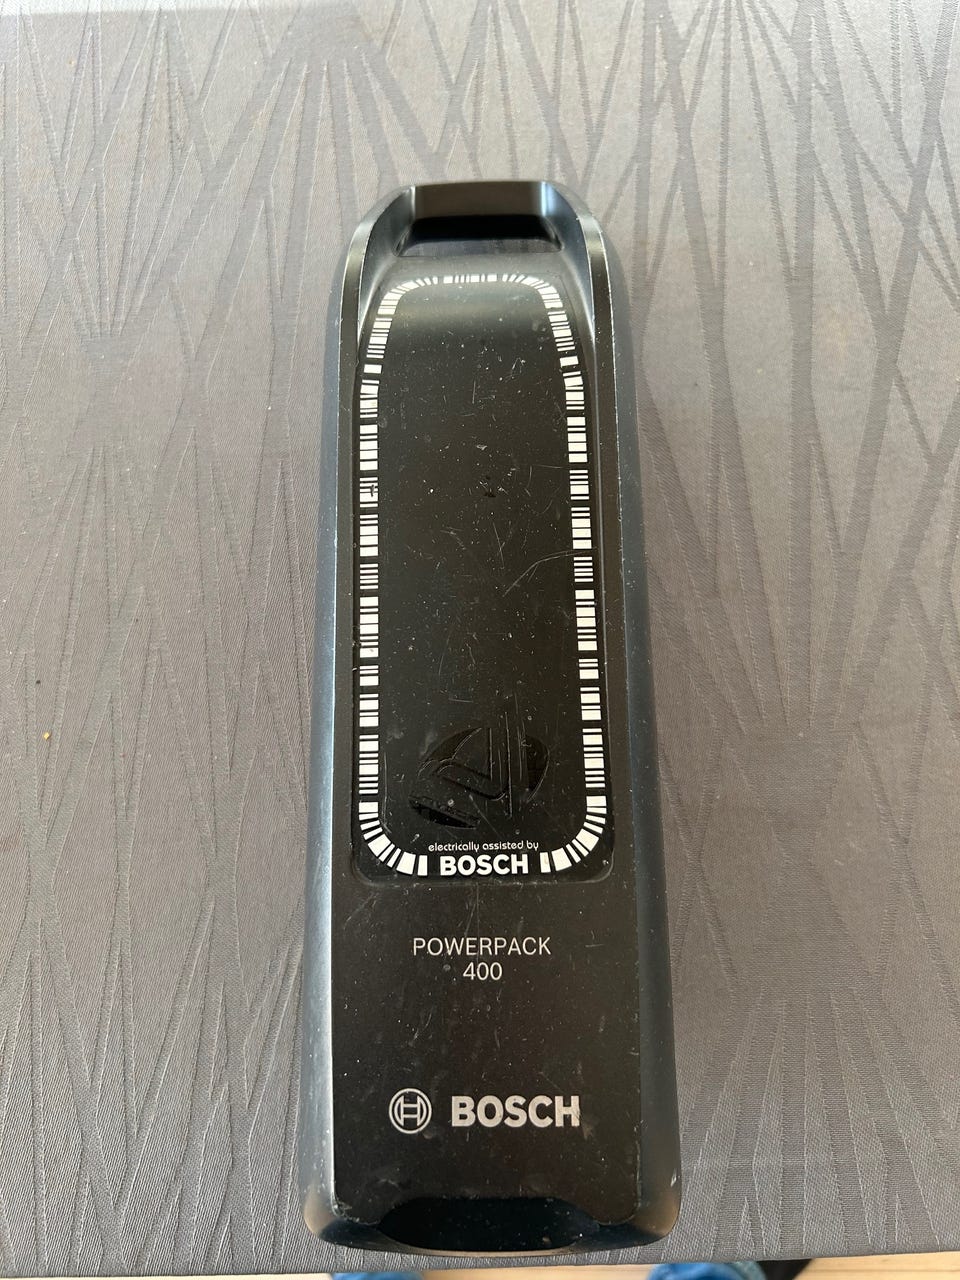 electrically assisted by
BOSCH
POWERPACK
400
BOSCH